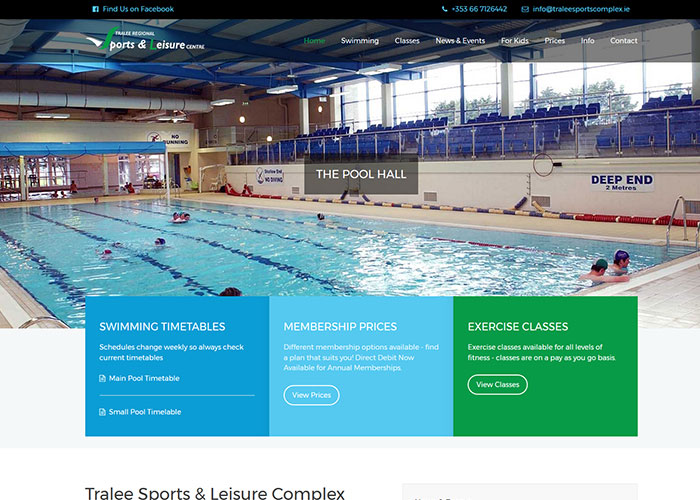 Find Us on Facebook
+353 66 7126442
info@traleesportscomplex.ie
TRALEE REGIONAL
Sports & Leisure CENTRE
Home Swimming Classes News & Events For Kids Prices Info Contact
NO
RUNNING
Shallow End
NO DIVING
THE POOL HALL
DEEP END
2 Metres
SWIMMING TIMETABLES
Schedules change weekly so always check
current timetables
Main Pool Timetable
Small Pool Timelable
MEMBERSHIP PRICES
Different membership options available - find
a plan that suits you! Direct Debit Now
Available for Annual Memberships.
View Prices
EXERCISE CLASSES
Exercise classes available for all levels of
fitness - classes are on a pay as you go basis.
View Classes
Tralee Sports & Leisure Complex